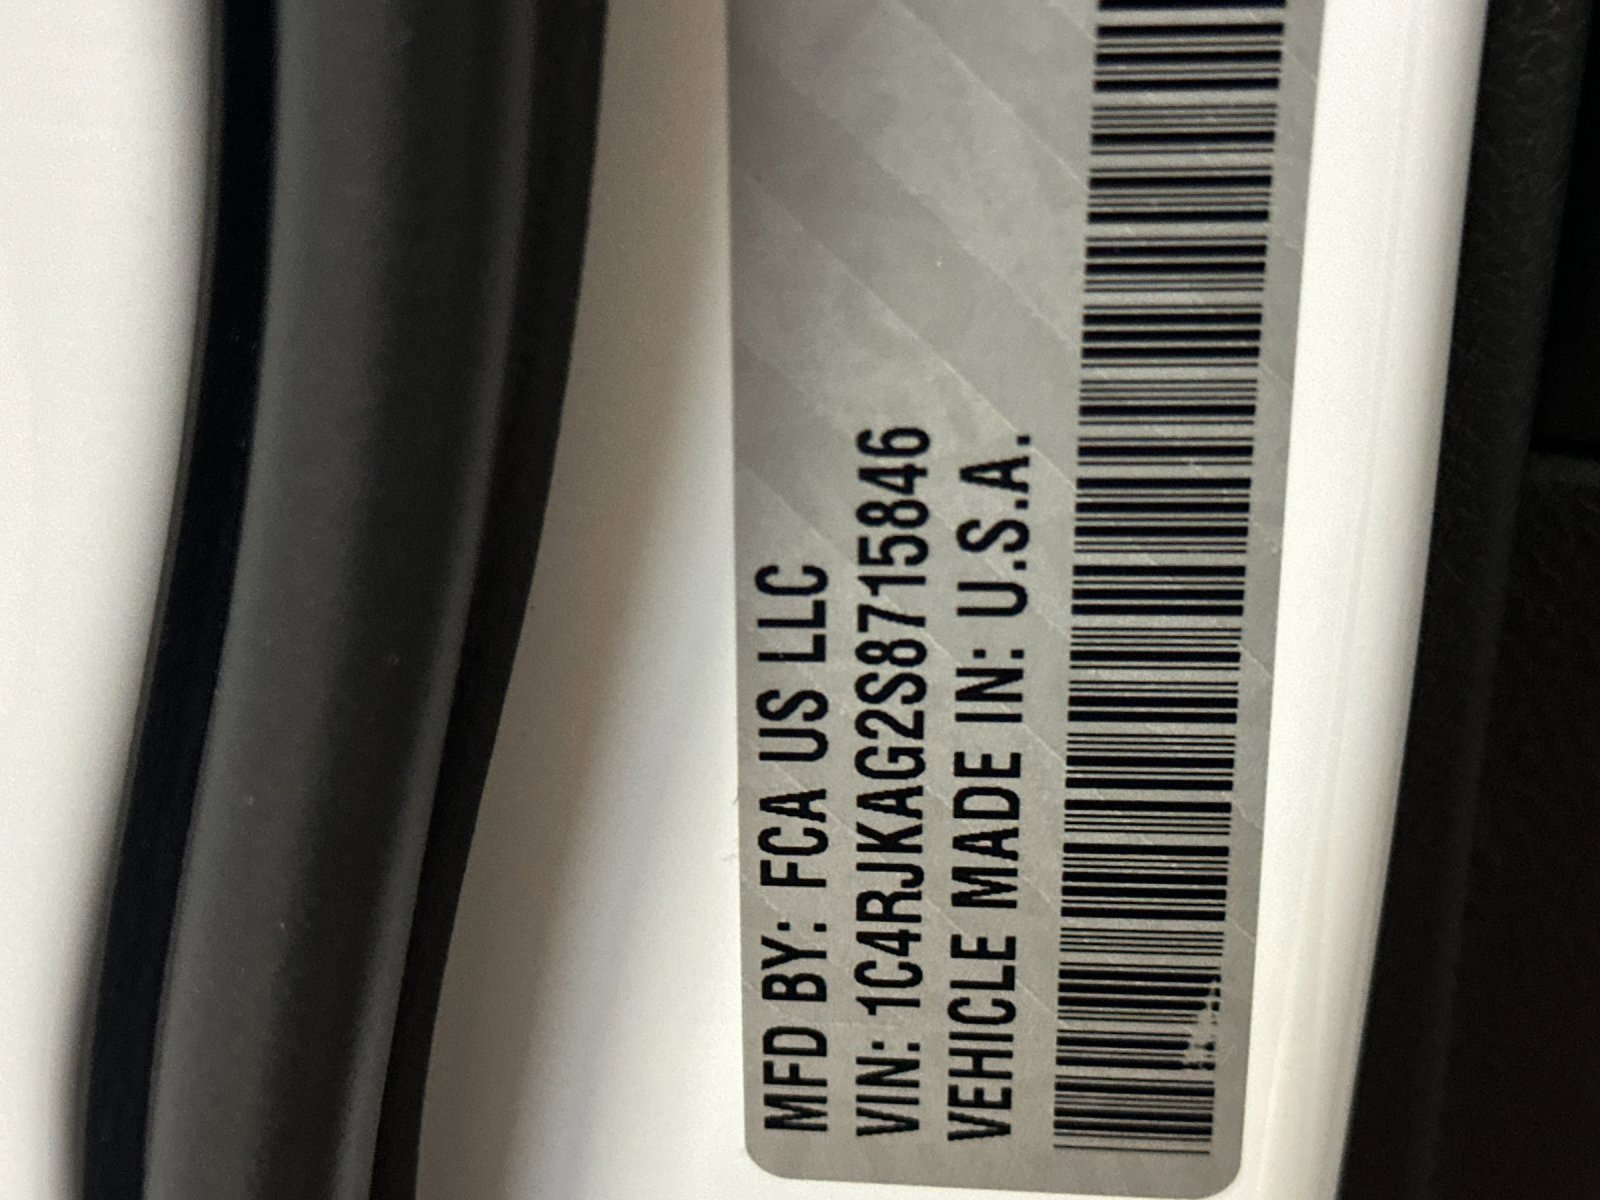 MFD BY: FCA US LLC
VIN: 1C4RJKAG2S8715846
VEHICLE MADE IN: U.S.A.